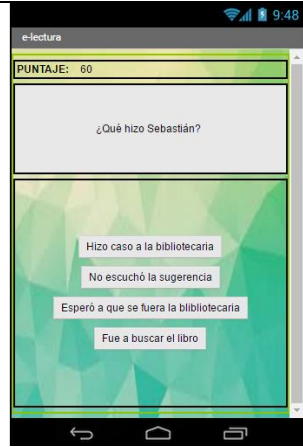 9:48
e-lectura
PUNTAJE: 60
¿Qué hizo Sebastián?
Hizo caso a la bibliotecaria
No escuchó la sugerencia
Esperó a que se fuera la blibliotecaria
Fue a buscar el libro